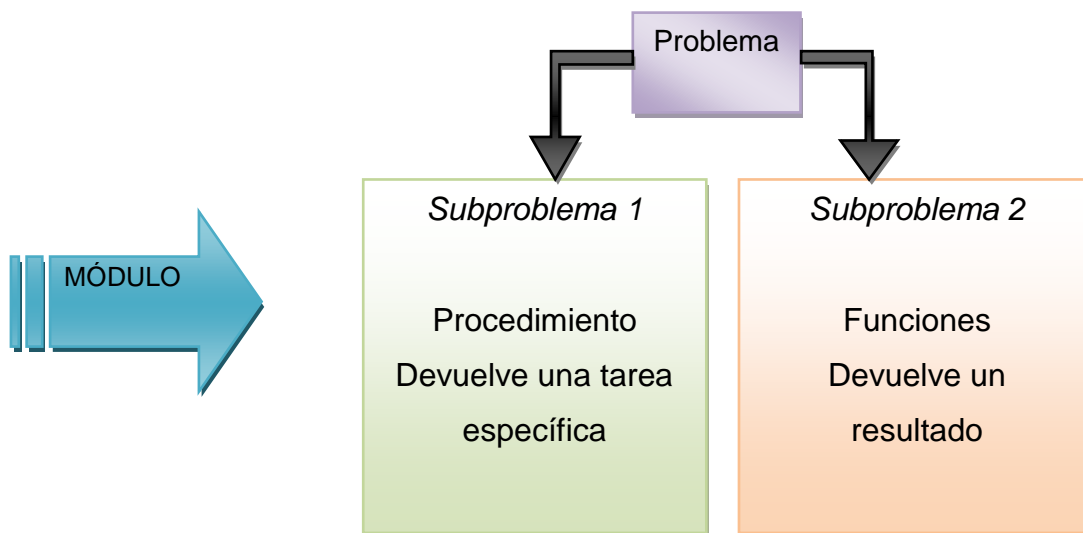 Problema
MÓDULO
Subproblema 1
Procedimiento
Devuelve una tarea
específica
Subproblema 2
Funciones
Devuelve un
resultado